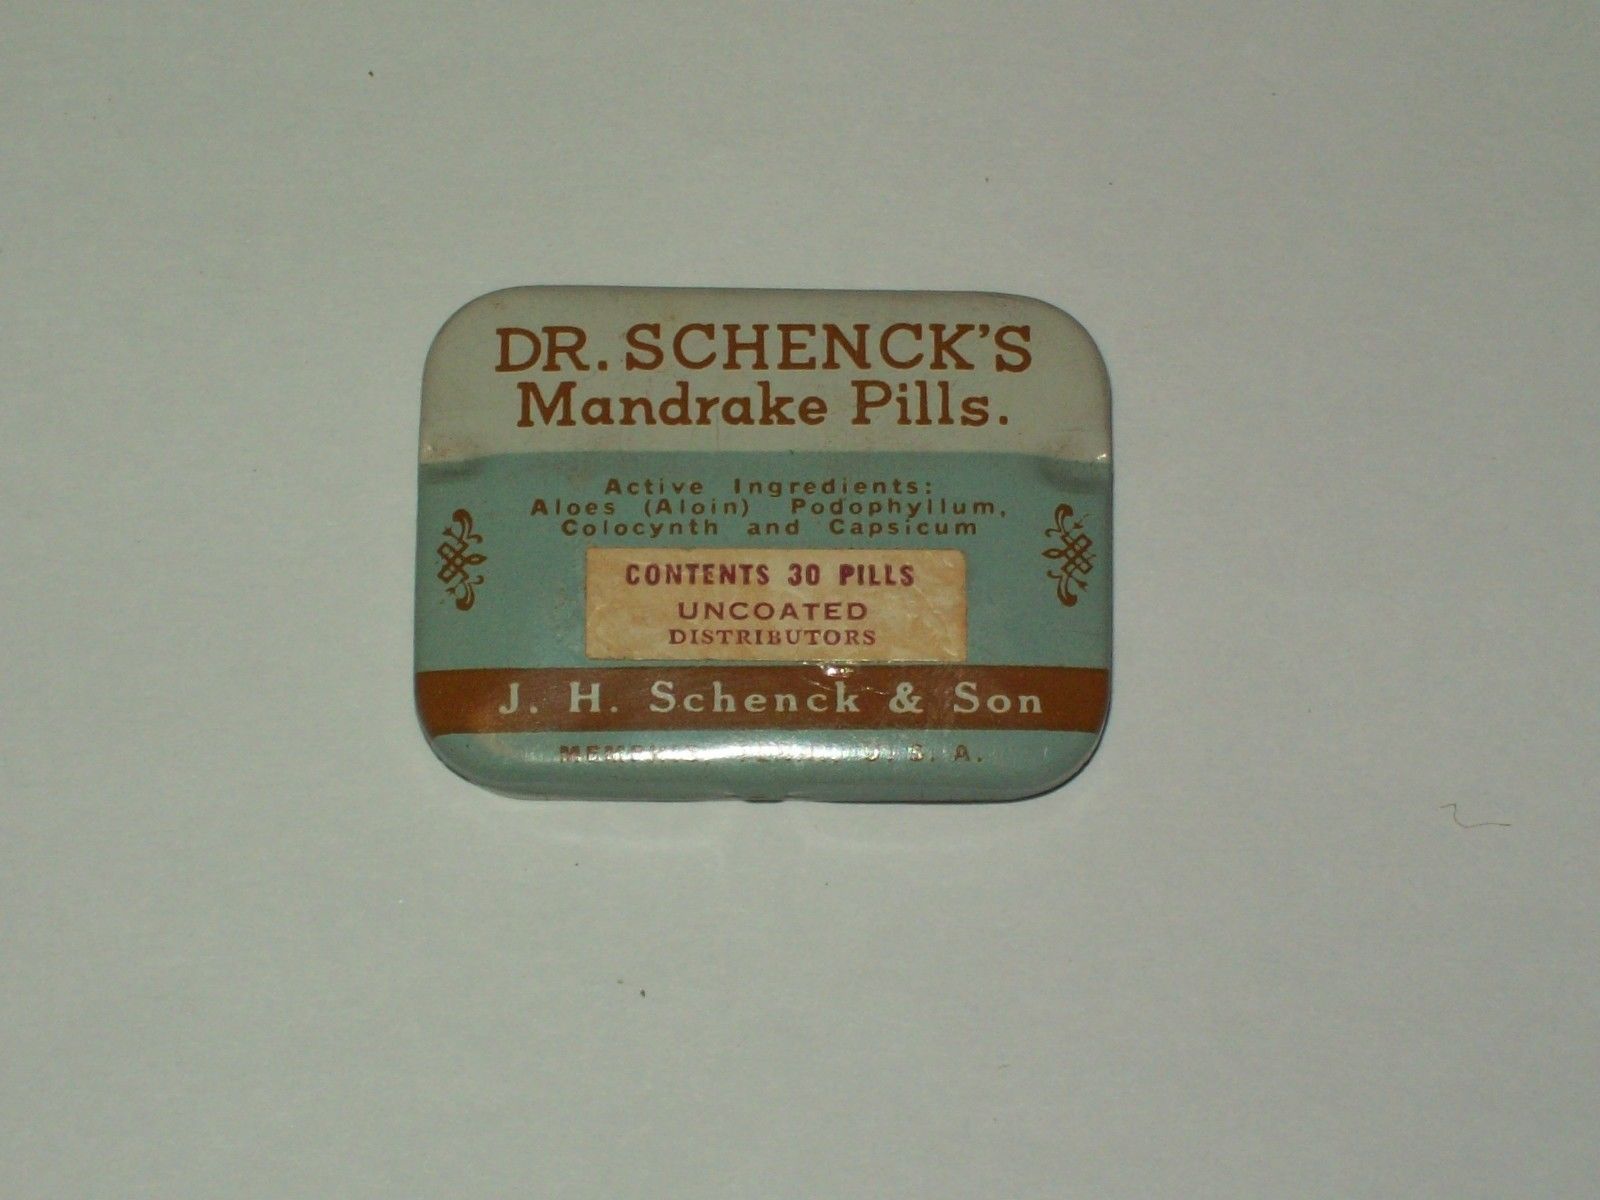 DR. SCHENCK'S
Mandrake Pills.
Active Ingredients:
Aloes (Aloin) Podophyllum,
Colocynth and Capsicum
CONTENTS 30 PILLS
UNCOATED
DISTRIBUTORS
J. H. Schenck & Son
U. S. A.